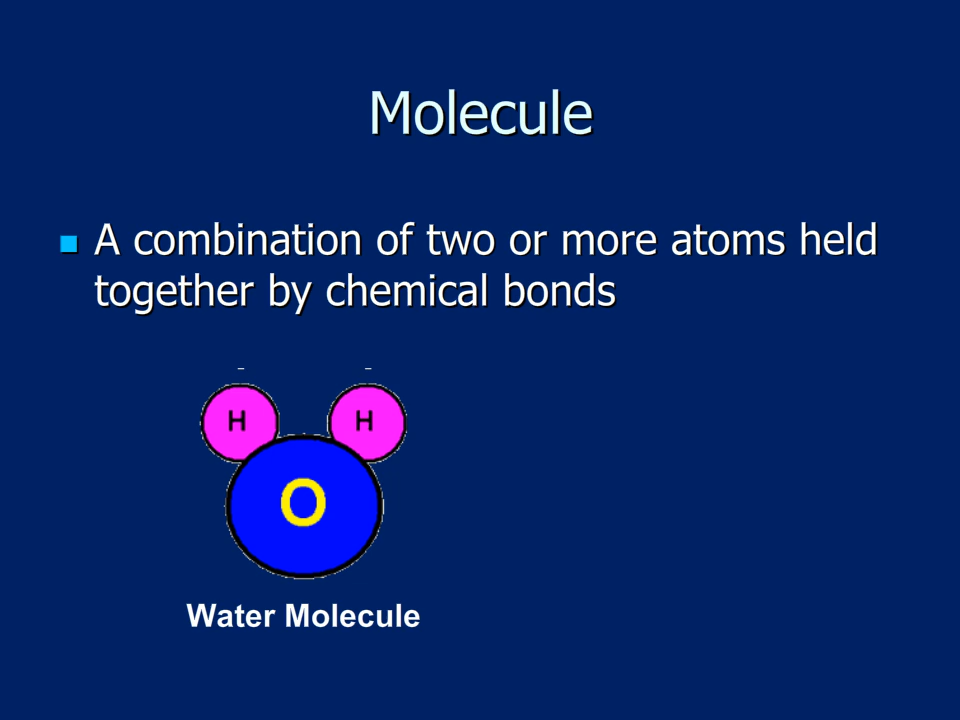 Molecule
A combination of two or more atoms held
together by chemical bonds
H H
O
Water Molecule